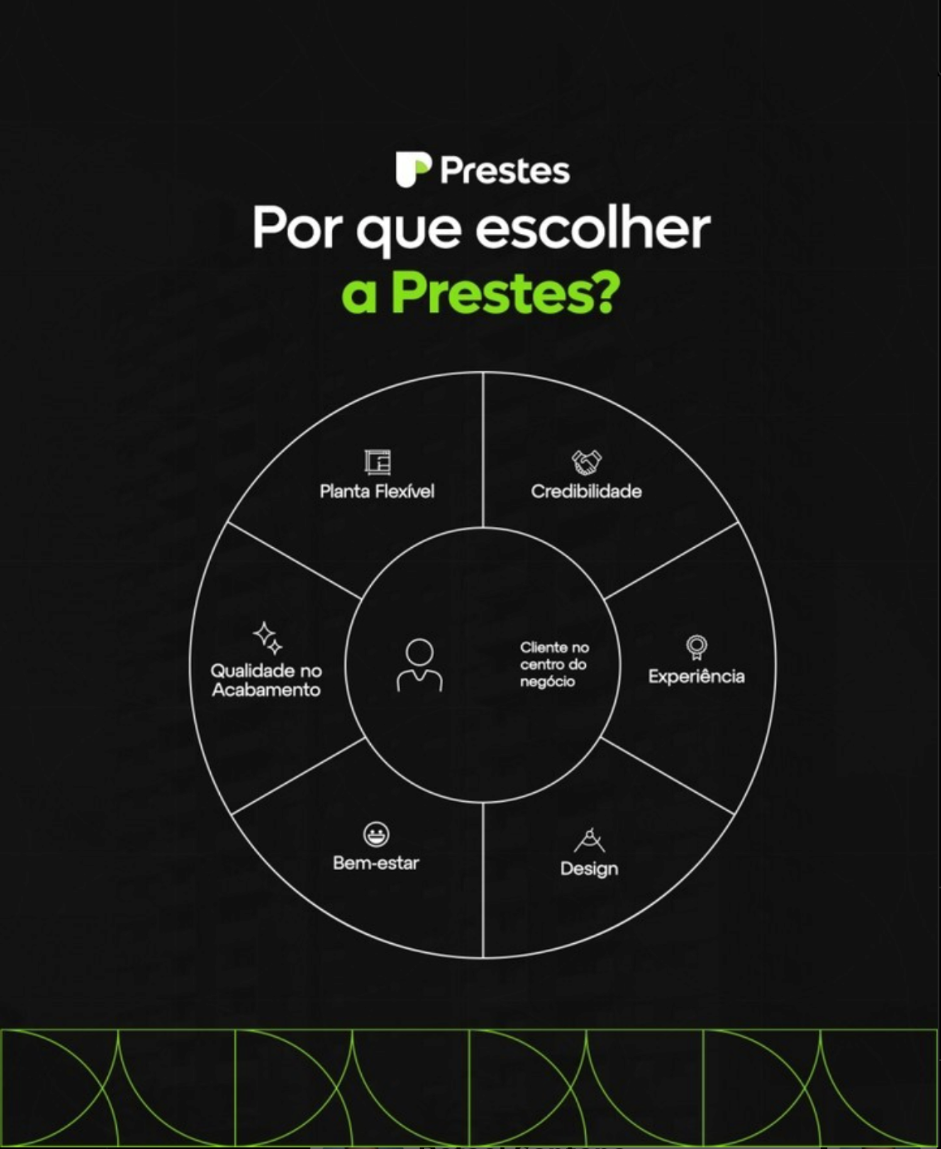 Prestes
Por que escolher
a Prestes?
Planta Flexível
Credibilidade
Qualidade no
Acabamento
Cliente no
centro do
negócio
Experiência
Bem-estar
Design